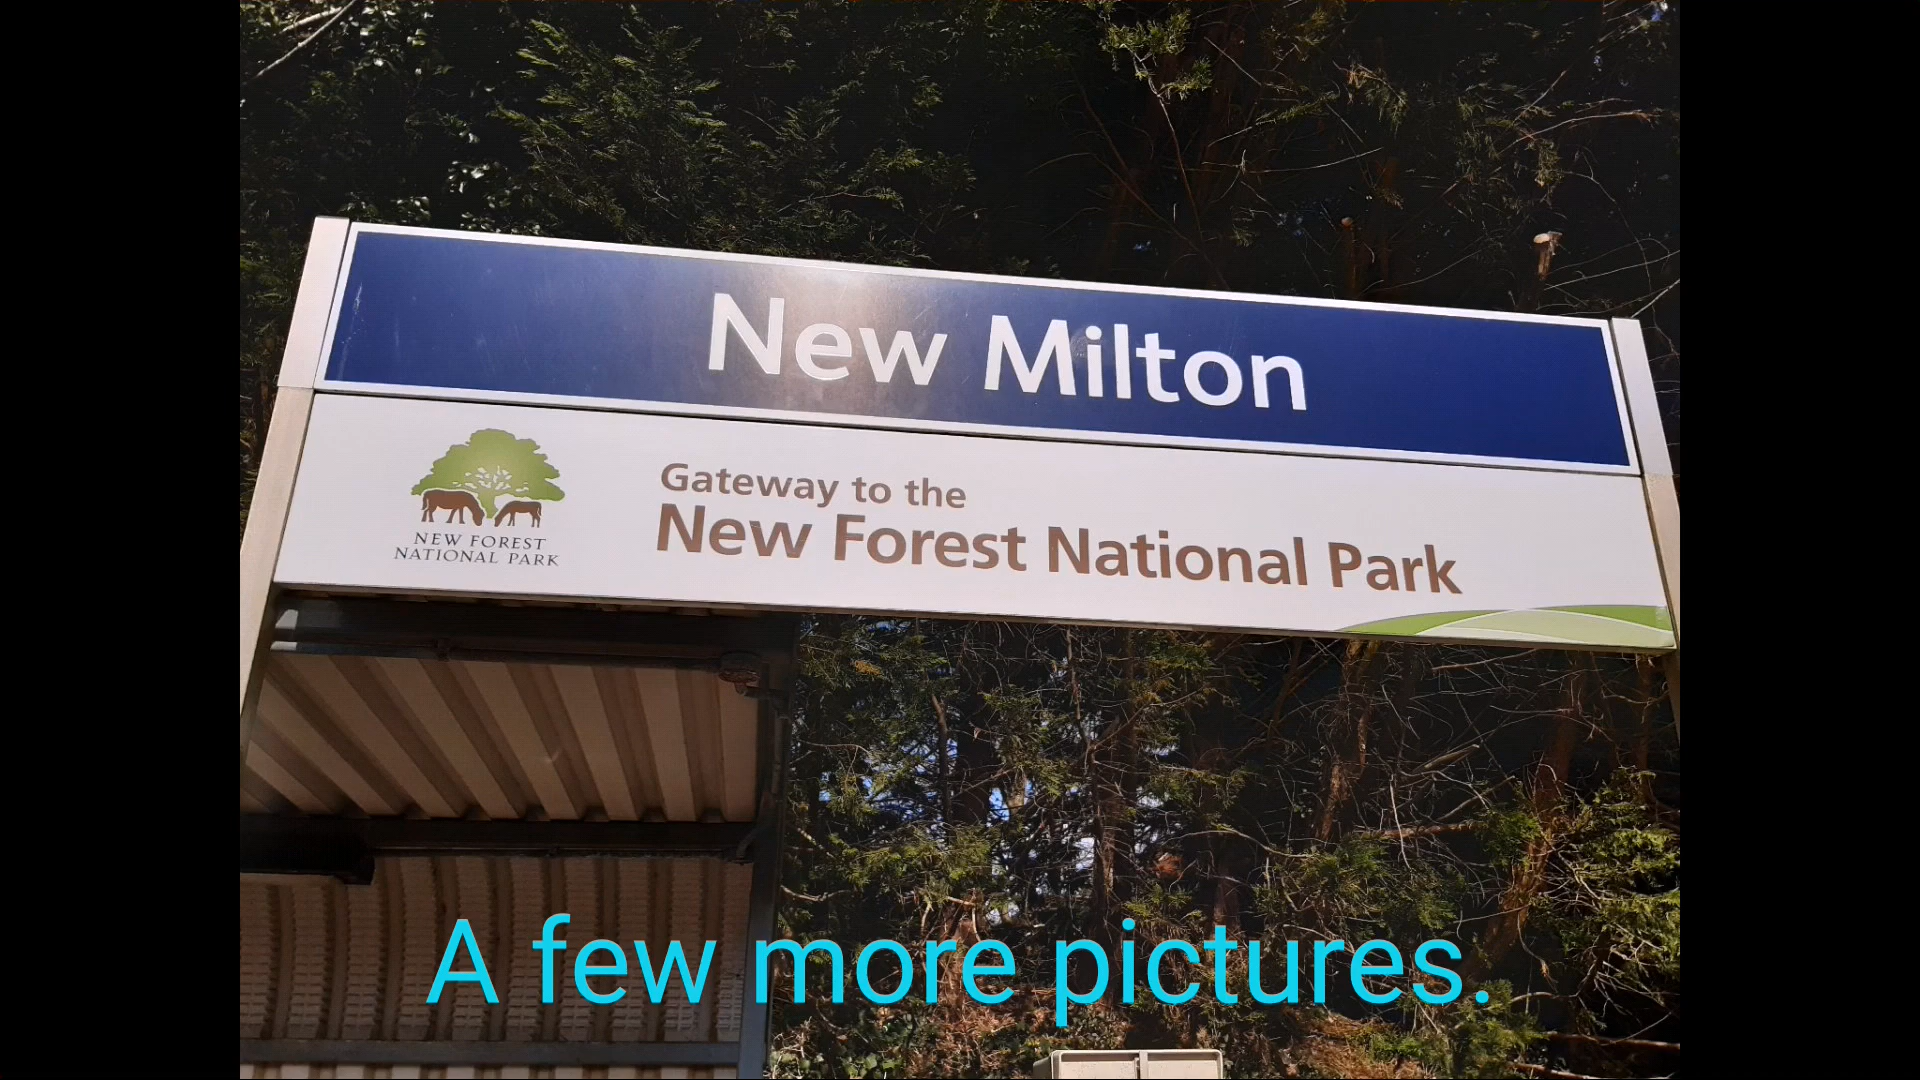 New Milton
Gateway to the
New Forest National Park
NEW FOREST
NATIONAL PARK
A few more pictures.